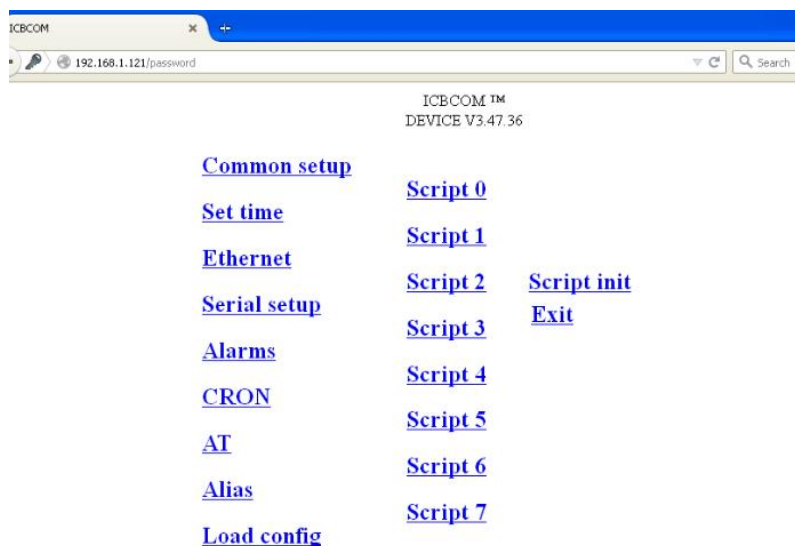 ICBCOM
192.168.1.121/password
Search
ICBCOM ™
DEVICE V3.47.36
Common setup
Set time
Ethernet
Serial setup
Alarms
CRON
AT
Alias
Load config
Script 0
Script 1
Script 2
Script 3
Script 4
Script 5
Script 6
Script 7
Script init
Exit